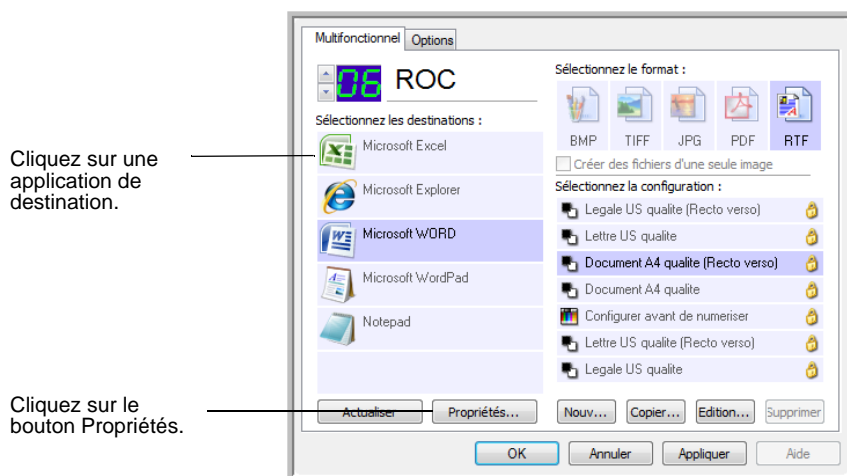 Multifonctionnel
Options
06 ROC
Sélectionnez les destinations :
Microsoft Excel
Microsoft Explorer
Microsoft WORD
Microsoft WordPad
Notepad
Actualiser
Propriétés...
Sélectionnez le format :
BMP
TIFF
JPG
PDF
RTF
Créer des fichiers d'une seule image
Sélectionnez la configuration :
Legale US qualite (Recto verso)
Lettre US qualite
Document A4 qualite (Recto verso)
Document A4 qualite
Configurer avant de numeriser
Lettre US qualite (Recto verso)
Legale US qualite
Nouv...
Copier...
Edition...
Supprimer
OK
Annuler
Appliquer
Aide
Cliquez sur une
application de
destination.
Cliquez sur le
bouton Propriétés.